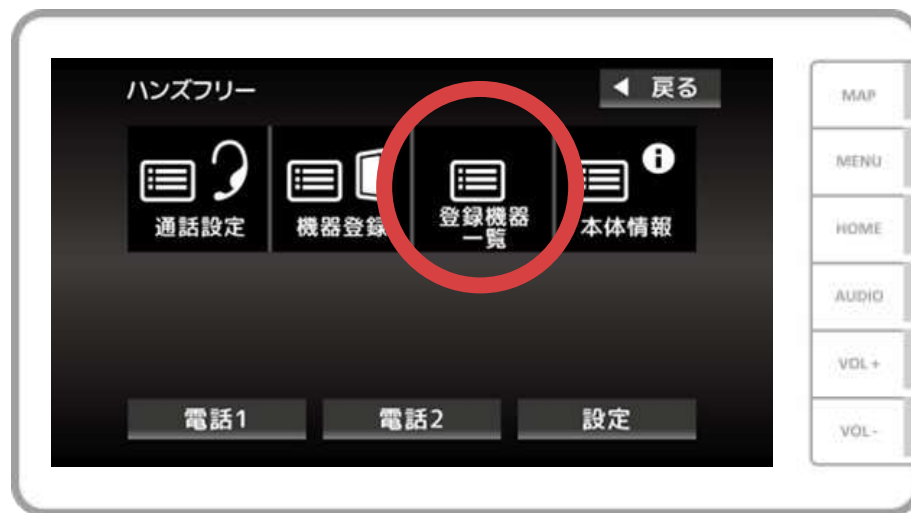 ハンズフリー
◀ 戻る
通話設定
機器登録
登録機器
一覧
本体情報
電話1
電話2
設定
MAP
MENU
HOME
AUDIO
VOL +
VOL -